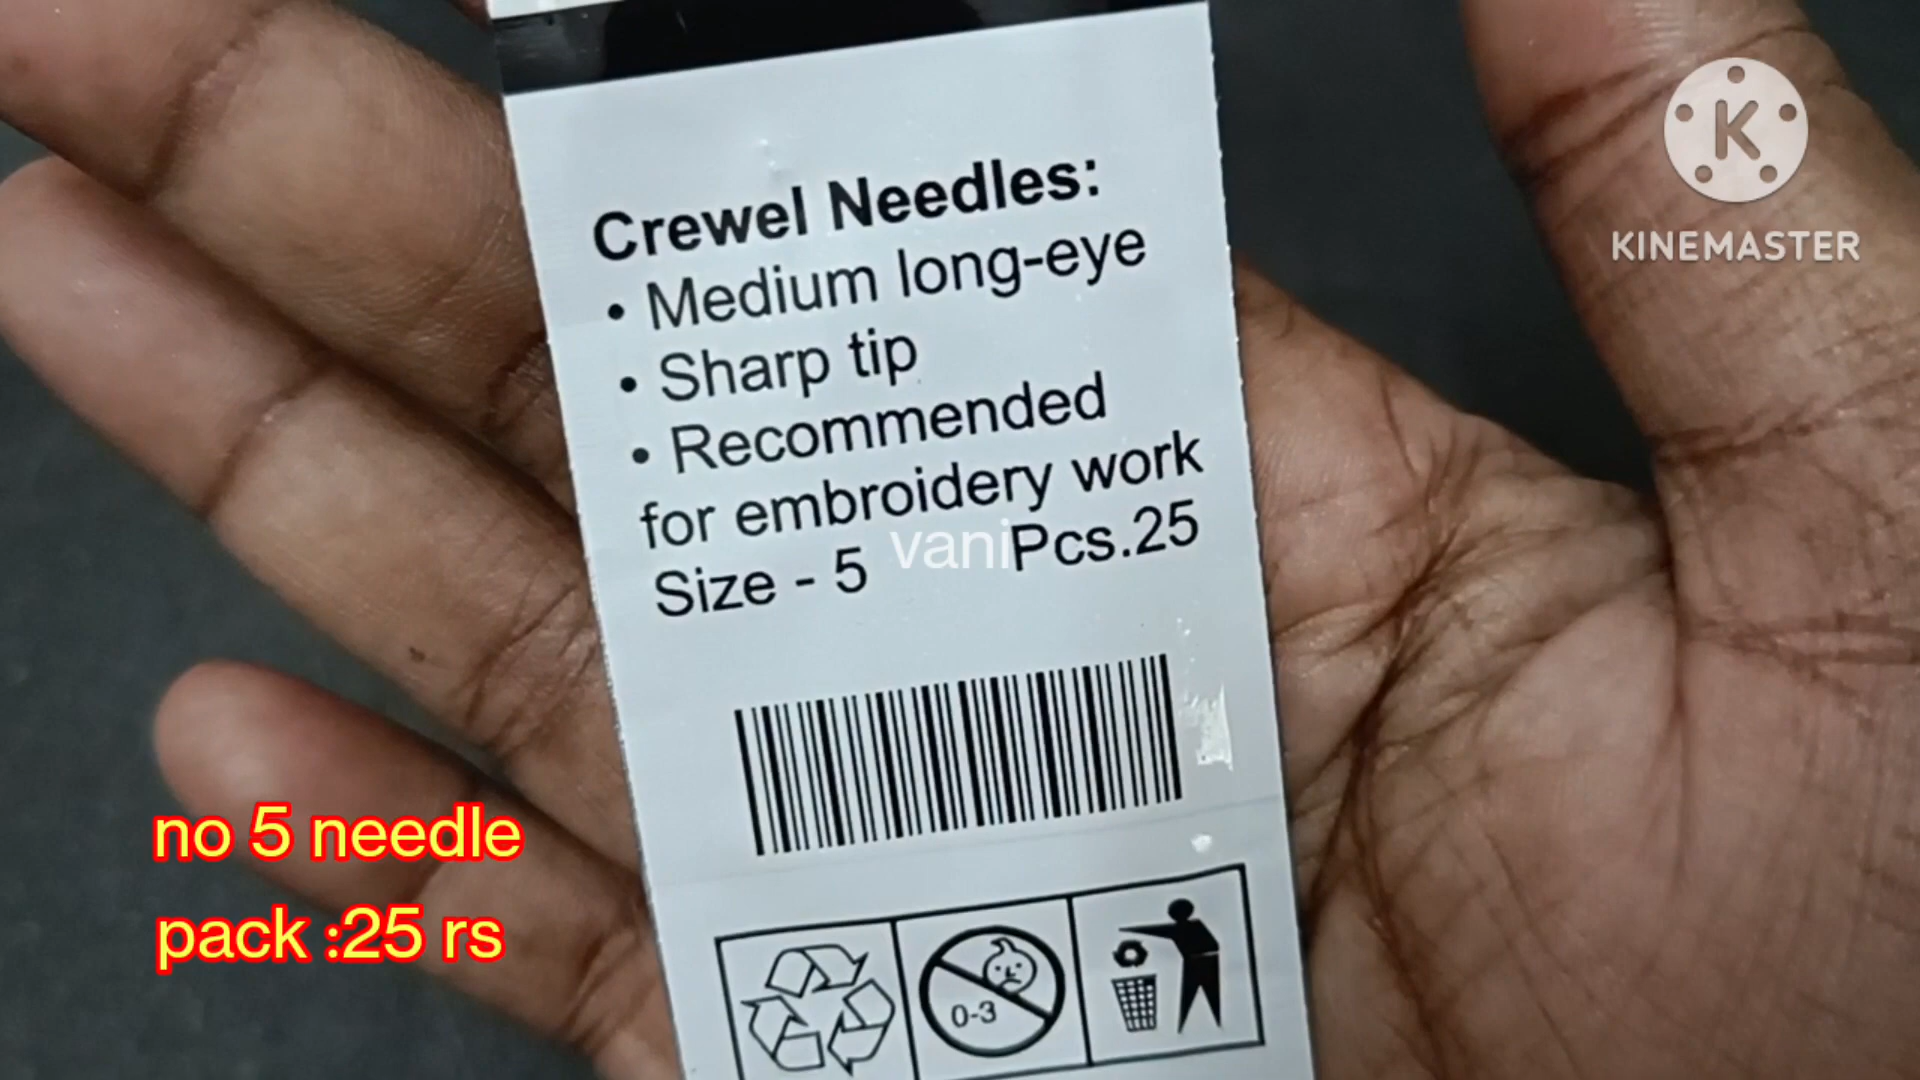 Crewel Needles:
• Medium long-eye
• Sharp tip
• Recommended
for embroidery work
Size - 5 Pcs.25
vani
0-3
no 5 needle
pack :25 rs
K
KINEMASTER